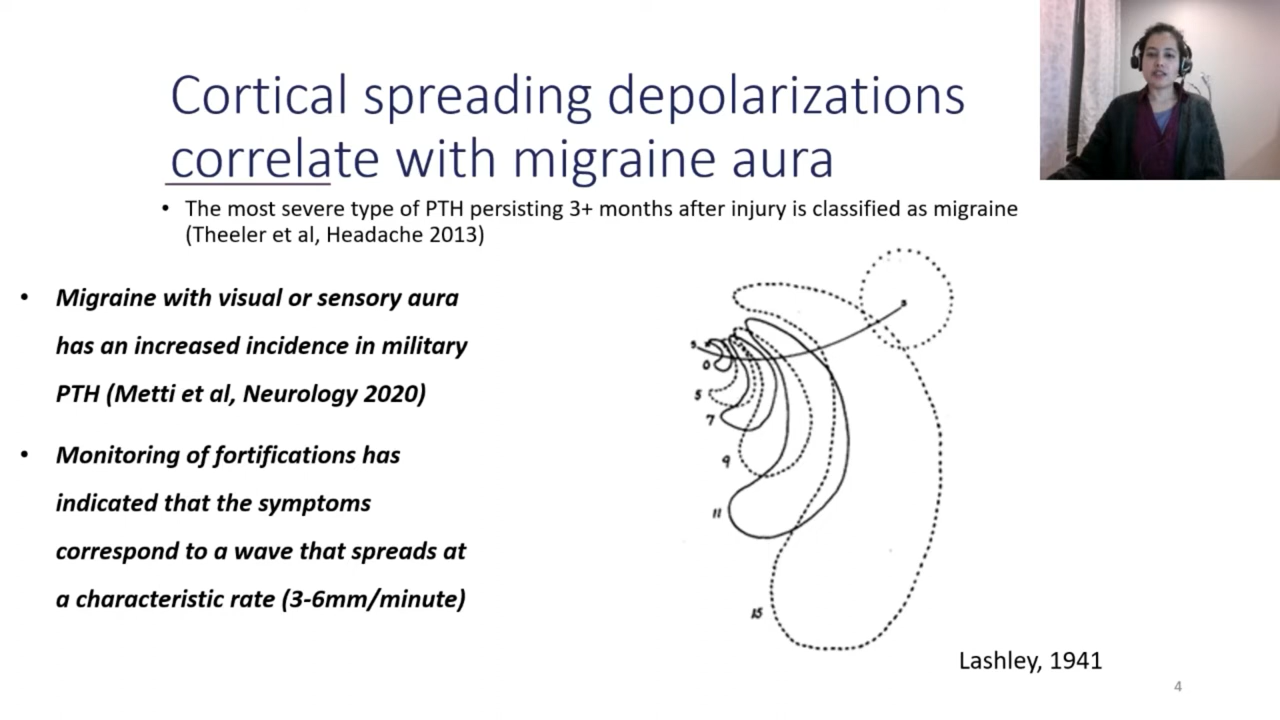 Cortical spreading depolarizations
correlate with migraine aura
• The most severe type of PTH persisting 3+ months after injury is classified as migraine
(Theeler et al, Headache 2013)
• Migraine with visual or sensory aura
has an increased incidence in military
PTH (Metti et al, Neurology 2020)
• Monitoring of fortifications has
indicated that the symptoms
correspond to a wave that spreads at
a characteristic rate (3-6mm/minute)
0
5
7
9
11
15
Lashley, 1941
4